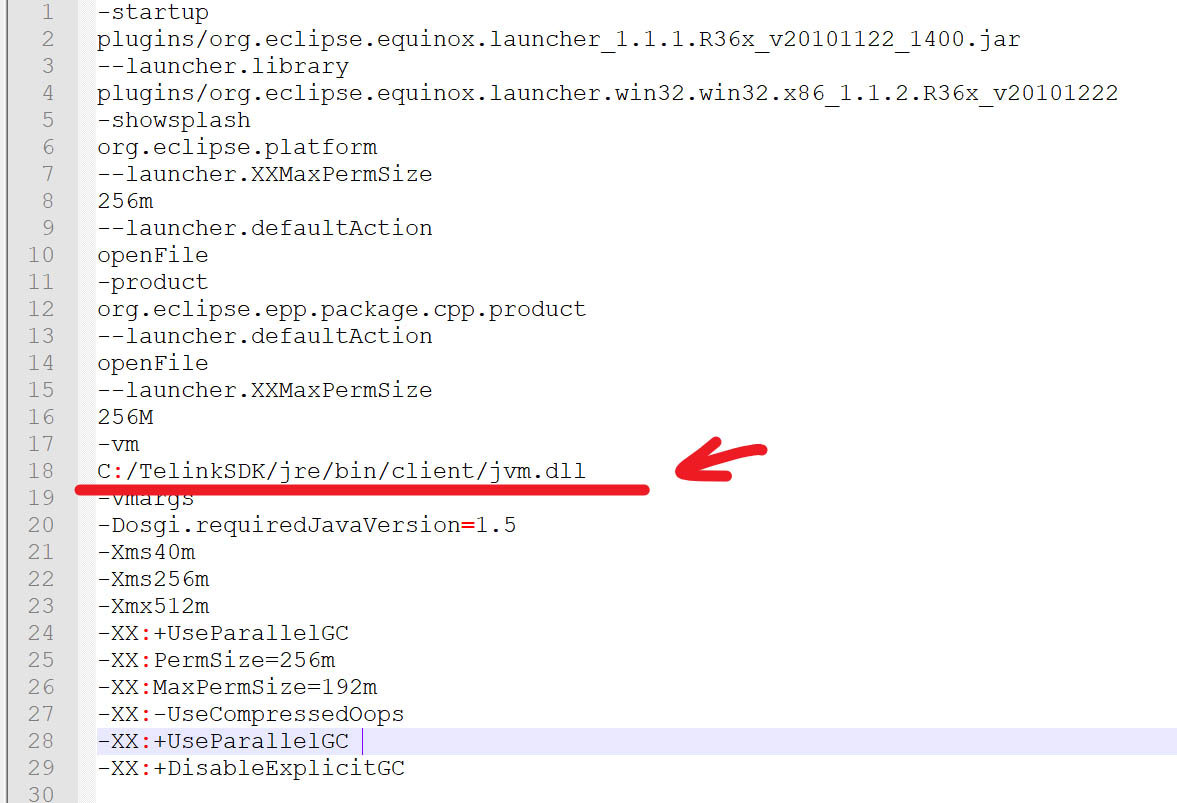 1 -startup
2 plugins/org.eclipse.equinox.launcher_1.1.1.R36x_v20101122_1400.jar
3 --launcher.library
4 plugins/org.eclipse.equinox.launcher.win32.win32.x86_1.1.2.R36x_v20101222
5 -showsplash
6 org.eclipse.platform
7 --launcher.XXMaxPermSize
8 256m
9 --launcher.defaultAction
10 openFile
11 -product
12 org.eclipse.epp.package.cpp.product
13 --launcher.defaultAction
14 openFile
15 --launcher.XXMaxPermSize
16 256M
17 -vm
18 C:/TelinkSDK/jre/bin/client/jvm.dll
19 -vmargs
20 -Dosgi.requiredJavaVersion=1.5
21 -Xms40m
22 -Xms256m
23 -Xmx512m
24 -XX:+UseParallelGC
25 -XX:PermSize=256m
26 -XX:MaxPermSize=192m
27 -XX:-UseCompressedOops
28 -XX:+UseParallelGC
29 -XX:+DisableExplicitGC
30